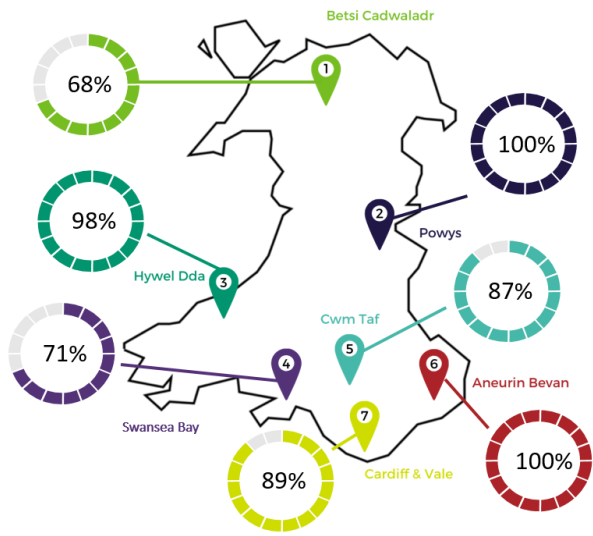 Betsi Cadwaladr
1
68%
100%
2
Powys
98%
Hywel Dda
3
87%
Cwm Taf
5
71%
4
6
Aneurin Bevan
Swansea Bay
7
Cardiff & Vale
89%
100%